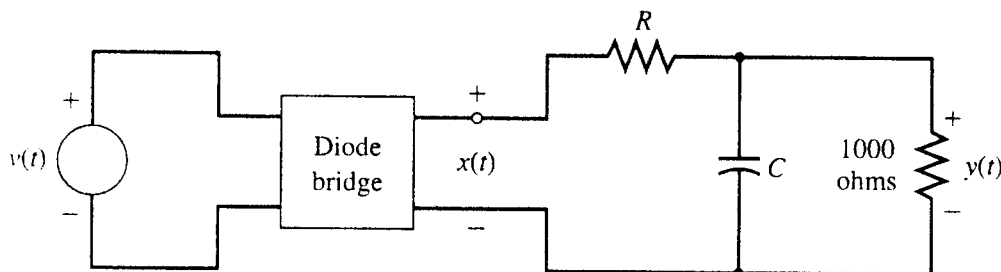 R
+
v(t)
−
Diode
bridge
+
x(t)
−
C
1000
ohms
+
y(t)
−